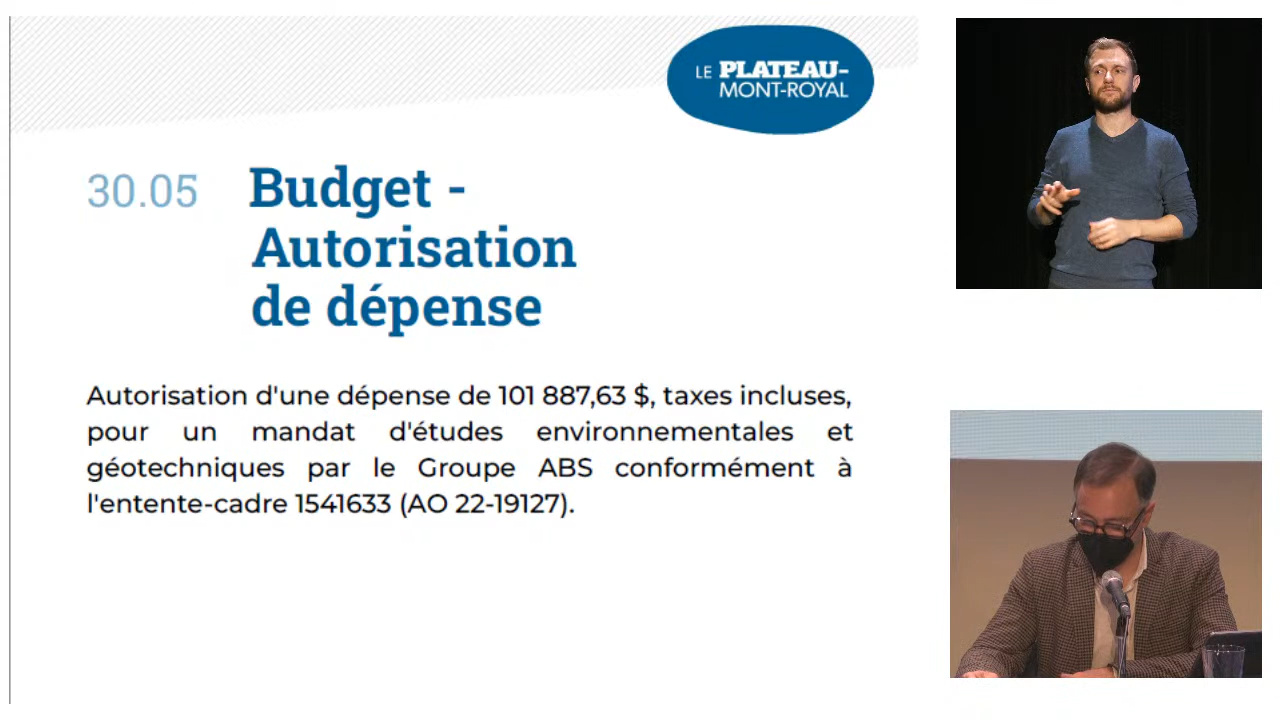 LE PLATEAU-
MONT-ROYAL
30.05 Budget -
Autorisation
de dépense
Autorisation d'une dépense de 101 887,63 $, taxes incluses,
pour un mandat d'études environnementales et
géotechniques par le Groupe ABS conformément à
l'entente-cadre 1541633 (AO 22-19127).